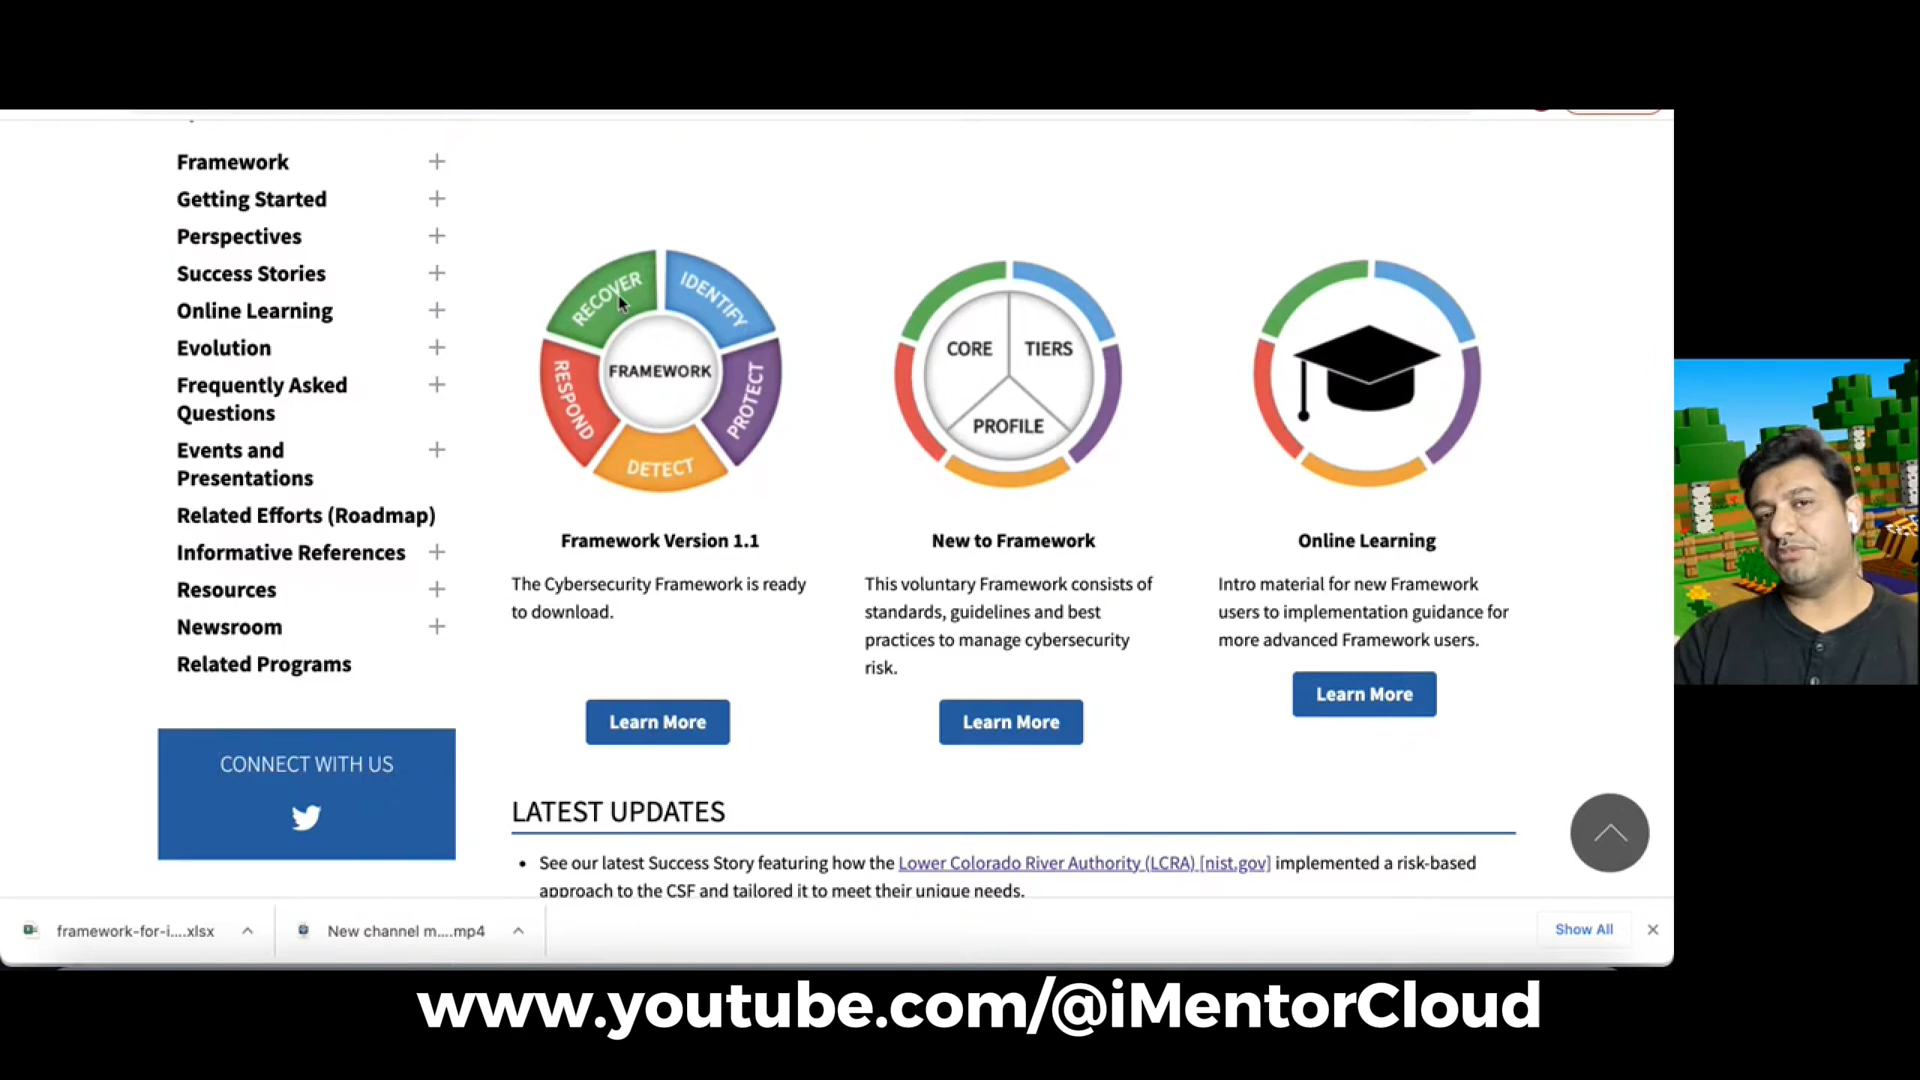 Framework
Getting Started
Perspectives
Success Stories
Online Learning
Evolution
Frequently Asked
Questions
Events and
Presentations
Related Efforts (Roadmap)
Informative References
Resources
Newsroom
Related Programs
CONNECT WITH US
RECOVER
IDENTIFY
FRAMEWORK
RESPOND
PROTECT
DETECT
Framework Version 1.1
The Cybersecurity Framework is ready
to download.
Learn More
CORE
TIERS
PROFILE
New to Framework
This voluntary Framework consists of
standards, guidelines and best
practices to manage cybersecurity
risk.
Learn More
Online Learning
Intro material for new Framework
users to implementation guidance for
more advanced Framework users.
Learn More
LATEST UPDATES
• See our latest Success Story featuring how the Lower Colorado River Authority (LCRA) [nist.gov] implemented a risk-based
approach to the CSF and tailored it to meet their unique needs.
framework-for-i....xlsx
New channel m....mp4
Show All
www.youtube.com/@iMentorCloud